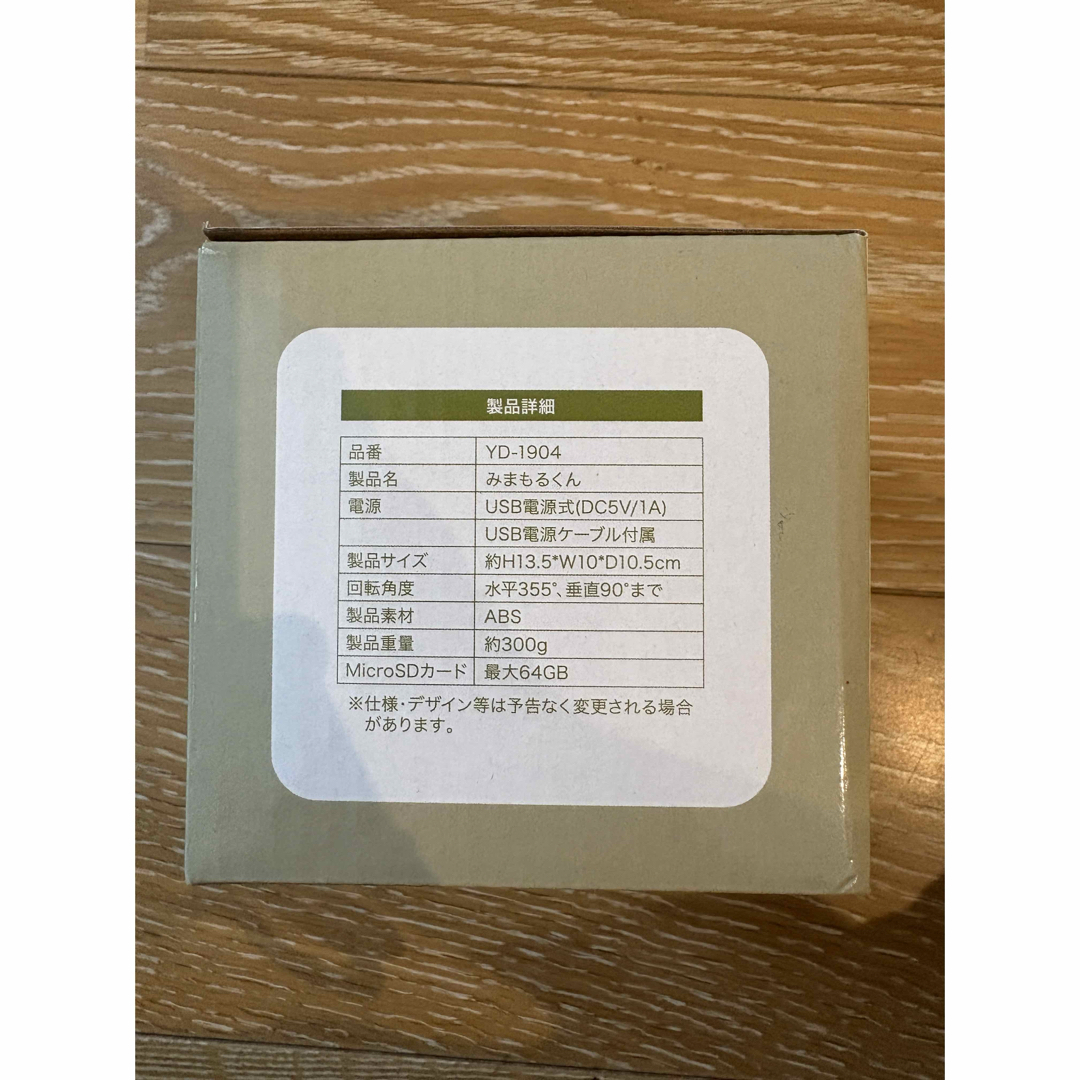 製品詳細
品番 YD-1904
製品名 みまもるくん
電源 USB電源式(DC5V/1A)
USB電源ケーブル付属
製品サイズ 約H13.5*W10*D10.5cm
回転角度 水平355°、垂直90°まで
製品素材 ABS
製品重量 約300g
MicroSDカード 最大64GB
※仕様・デザイン等は予告なく変更される場合
があります。